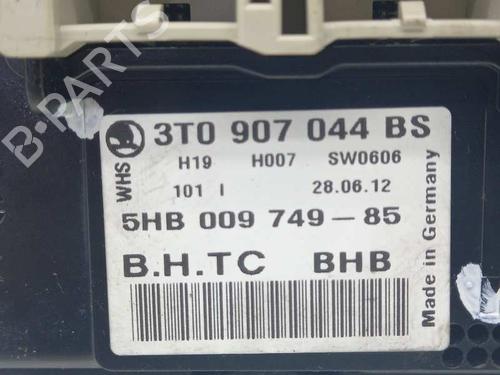 3T0 907 044 BS
H19 H007 SW0606
101 I 28.06.12
5HB 009 749-85
B.H.TC BHB
WHS
Made in Germany
B-PARTS